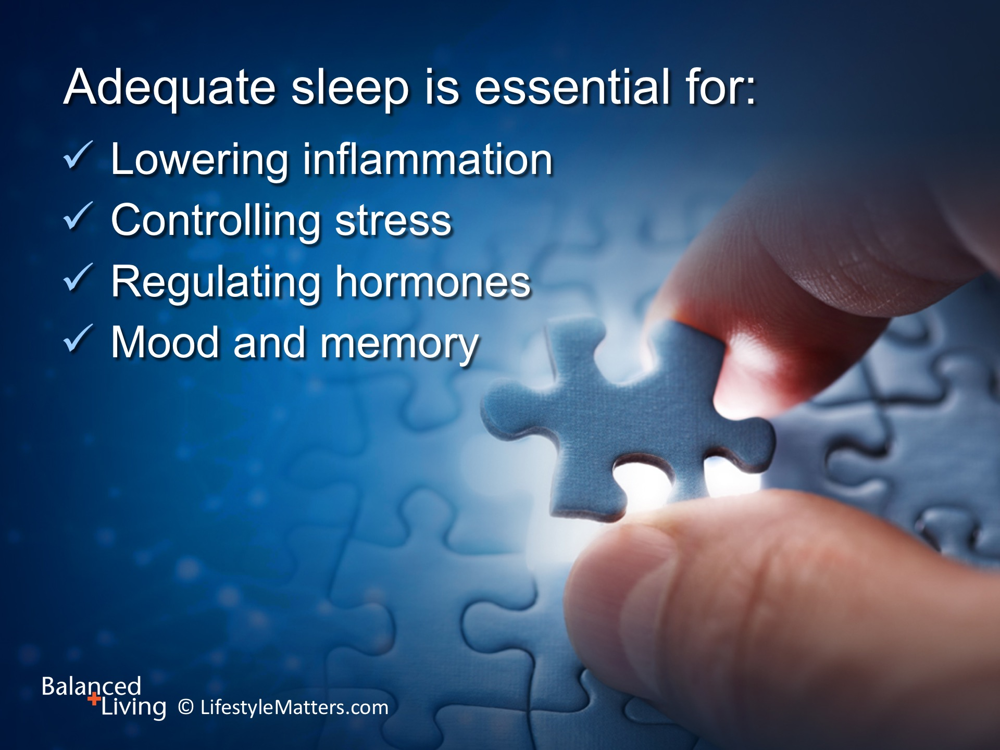 Adequate sleep is essential for:
✓ Lowering inflammation
✓ Controlling stress
✓ Regulating hormones
✓ Mood and memory
Balanced
Living © LifestyleMatters.com